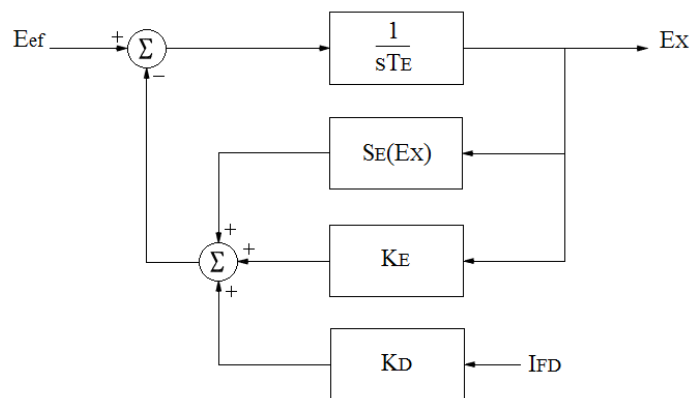 Eef
+
Σ
−
1
sTE
EX
SE(EX)
+
+
Σ
KE
+
KD
IFD